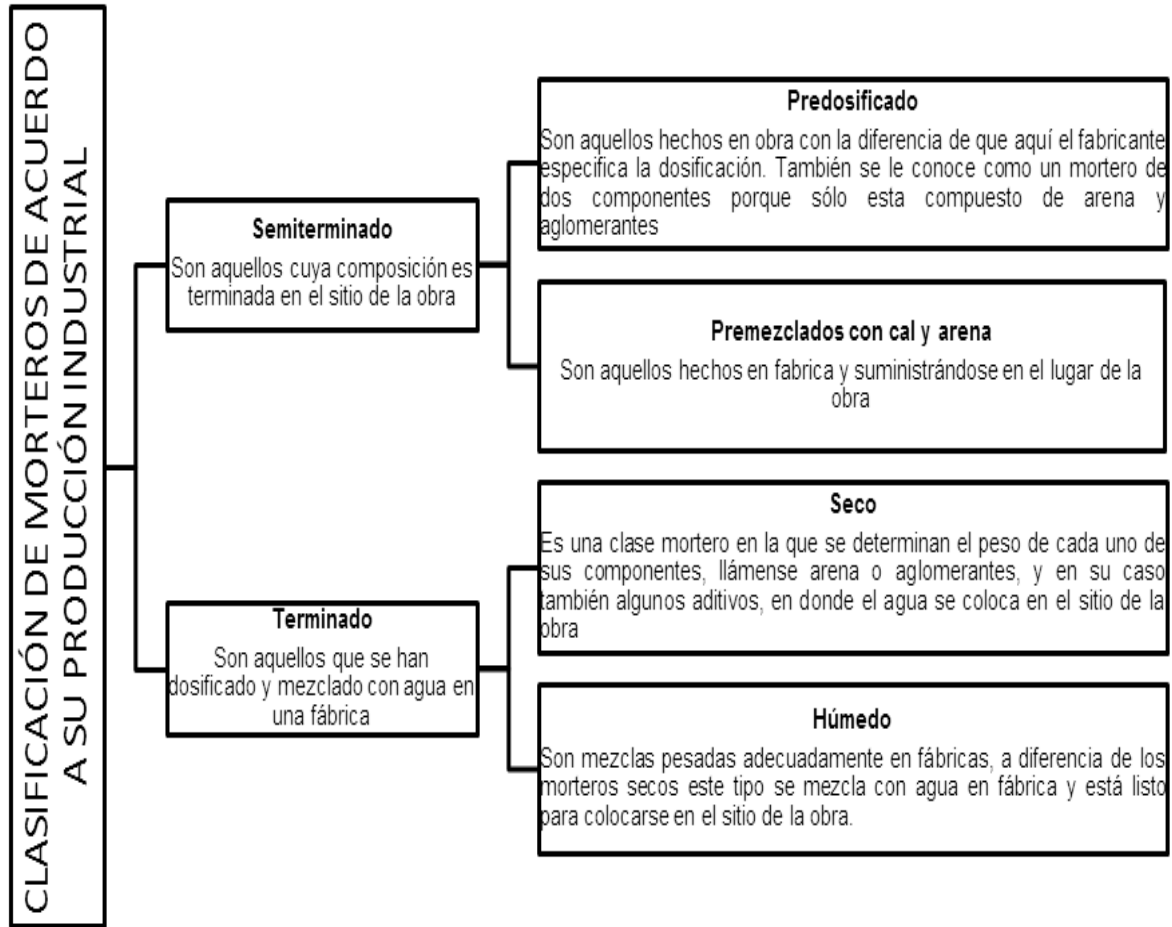 CLASIFICACIÓN DE MORTEROS DE ACUERDO
A SU PRODUCCIÓN INDUSTRIAL
Semiterminado
Son aquellos cuya composición es
terminada en el sitio de la obra
Predosificado
Son aquellos hechos en obra con la diferencia de que aquí el fabricante
especifica la dosificación. También se le conoce como un mortero de
dos componentes porque sólo esta compuesto de arena y
aglomerantes
Premezclados con cal y arena
Son aquellos hechos en fabrica y suministrándose en el lugar de la
obra
Terminado
Son aquellos que se han
dosificado y mezclado con agua en
una fábrica
Seco
Es una clase mortero en la que se determinan el peso de cada uno de
sus componentes, llámense arena o aglomerantes, y en su caso
también algunos aditivos, en donde el agua se coloca en el sitio de la
obra
Húmedo
Son mezclas pesadas adecuadamente en fábricas, a diferencia de los
morteros secos este tipo se mezcla con agua en fábrica y está listo
para colocarse en el sitio de la obra.